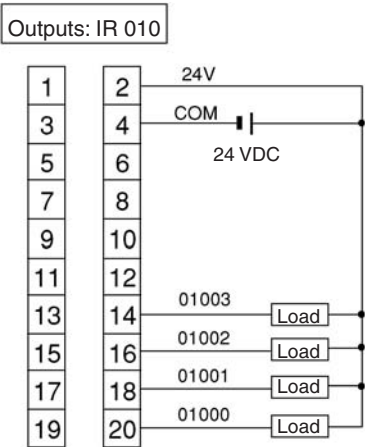 Outputs: IR 010
1 2 24V
3 4 COM
24 VDC
5 6
7 8
9 10
11 12
13 14 01003 Load
15 16 01002 Load
17 18 01001 Load
19 20 01000 Load